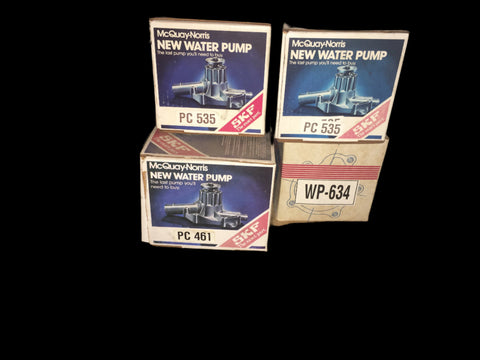 McQuay-Norris
NEW WATER PUMP
The last pump you'll need to buy.
PC 535
SKF
McQuay-Norris
NEW WATER PUMP
The last pump you'll need to buy.
PC 535
SKF
McQuay-Norris
NEW WATER PUMP
The last pump you'll
need to buy.
PC 461
SKF
WP-634